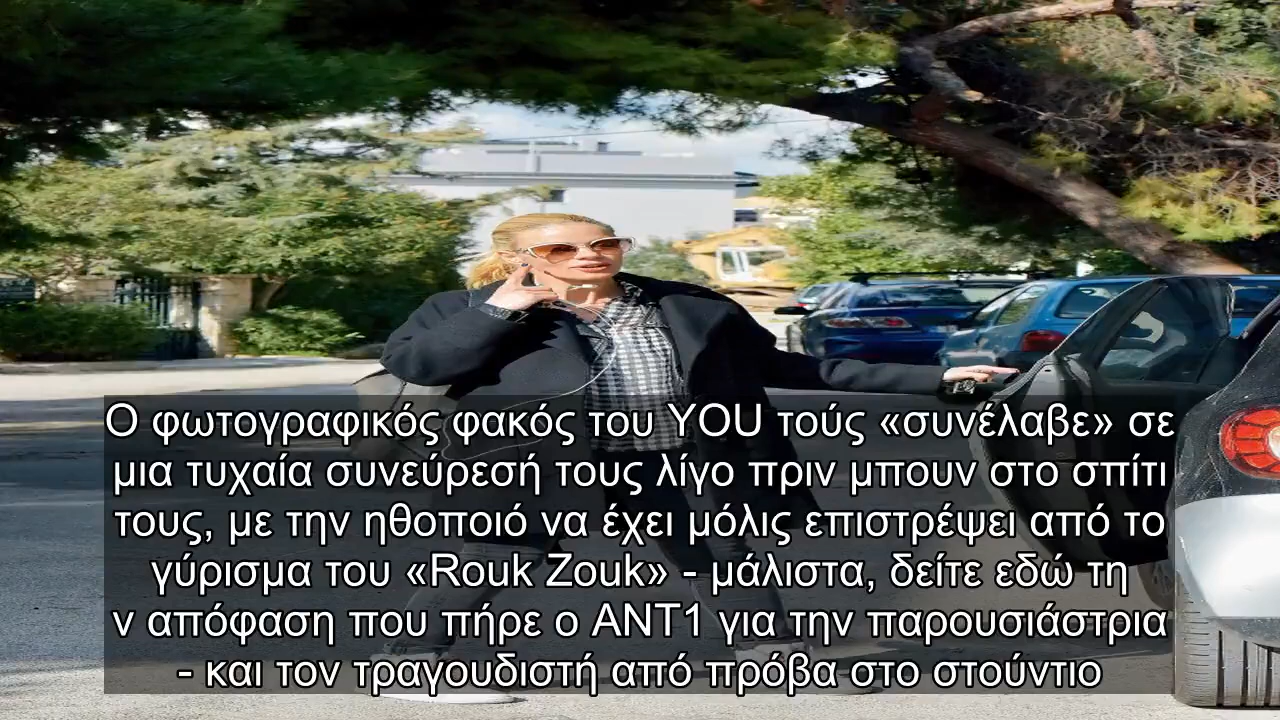 Ο φωτογραφικός φακός του YOU τούς «συνέλαβε» σε
μια τυχαία συνεύρεσή τους λίγο πριν μπουν στο σπίτι
τους, με την ηθοποιό να έχει μόλις επιστρέψει από το
γύρισμα του «Rouk Zouk» - μάλιστα, δείτε εδώ τη
ν απόφαση που πήρε ο ΑΝΤ1 για την παρουσιάστρια
- και τον τραγουδιστή από πρόβα στο στούντιο